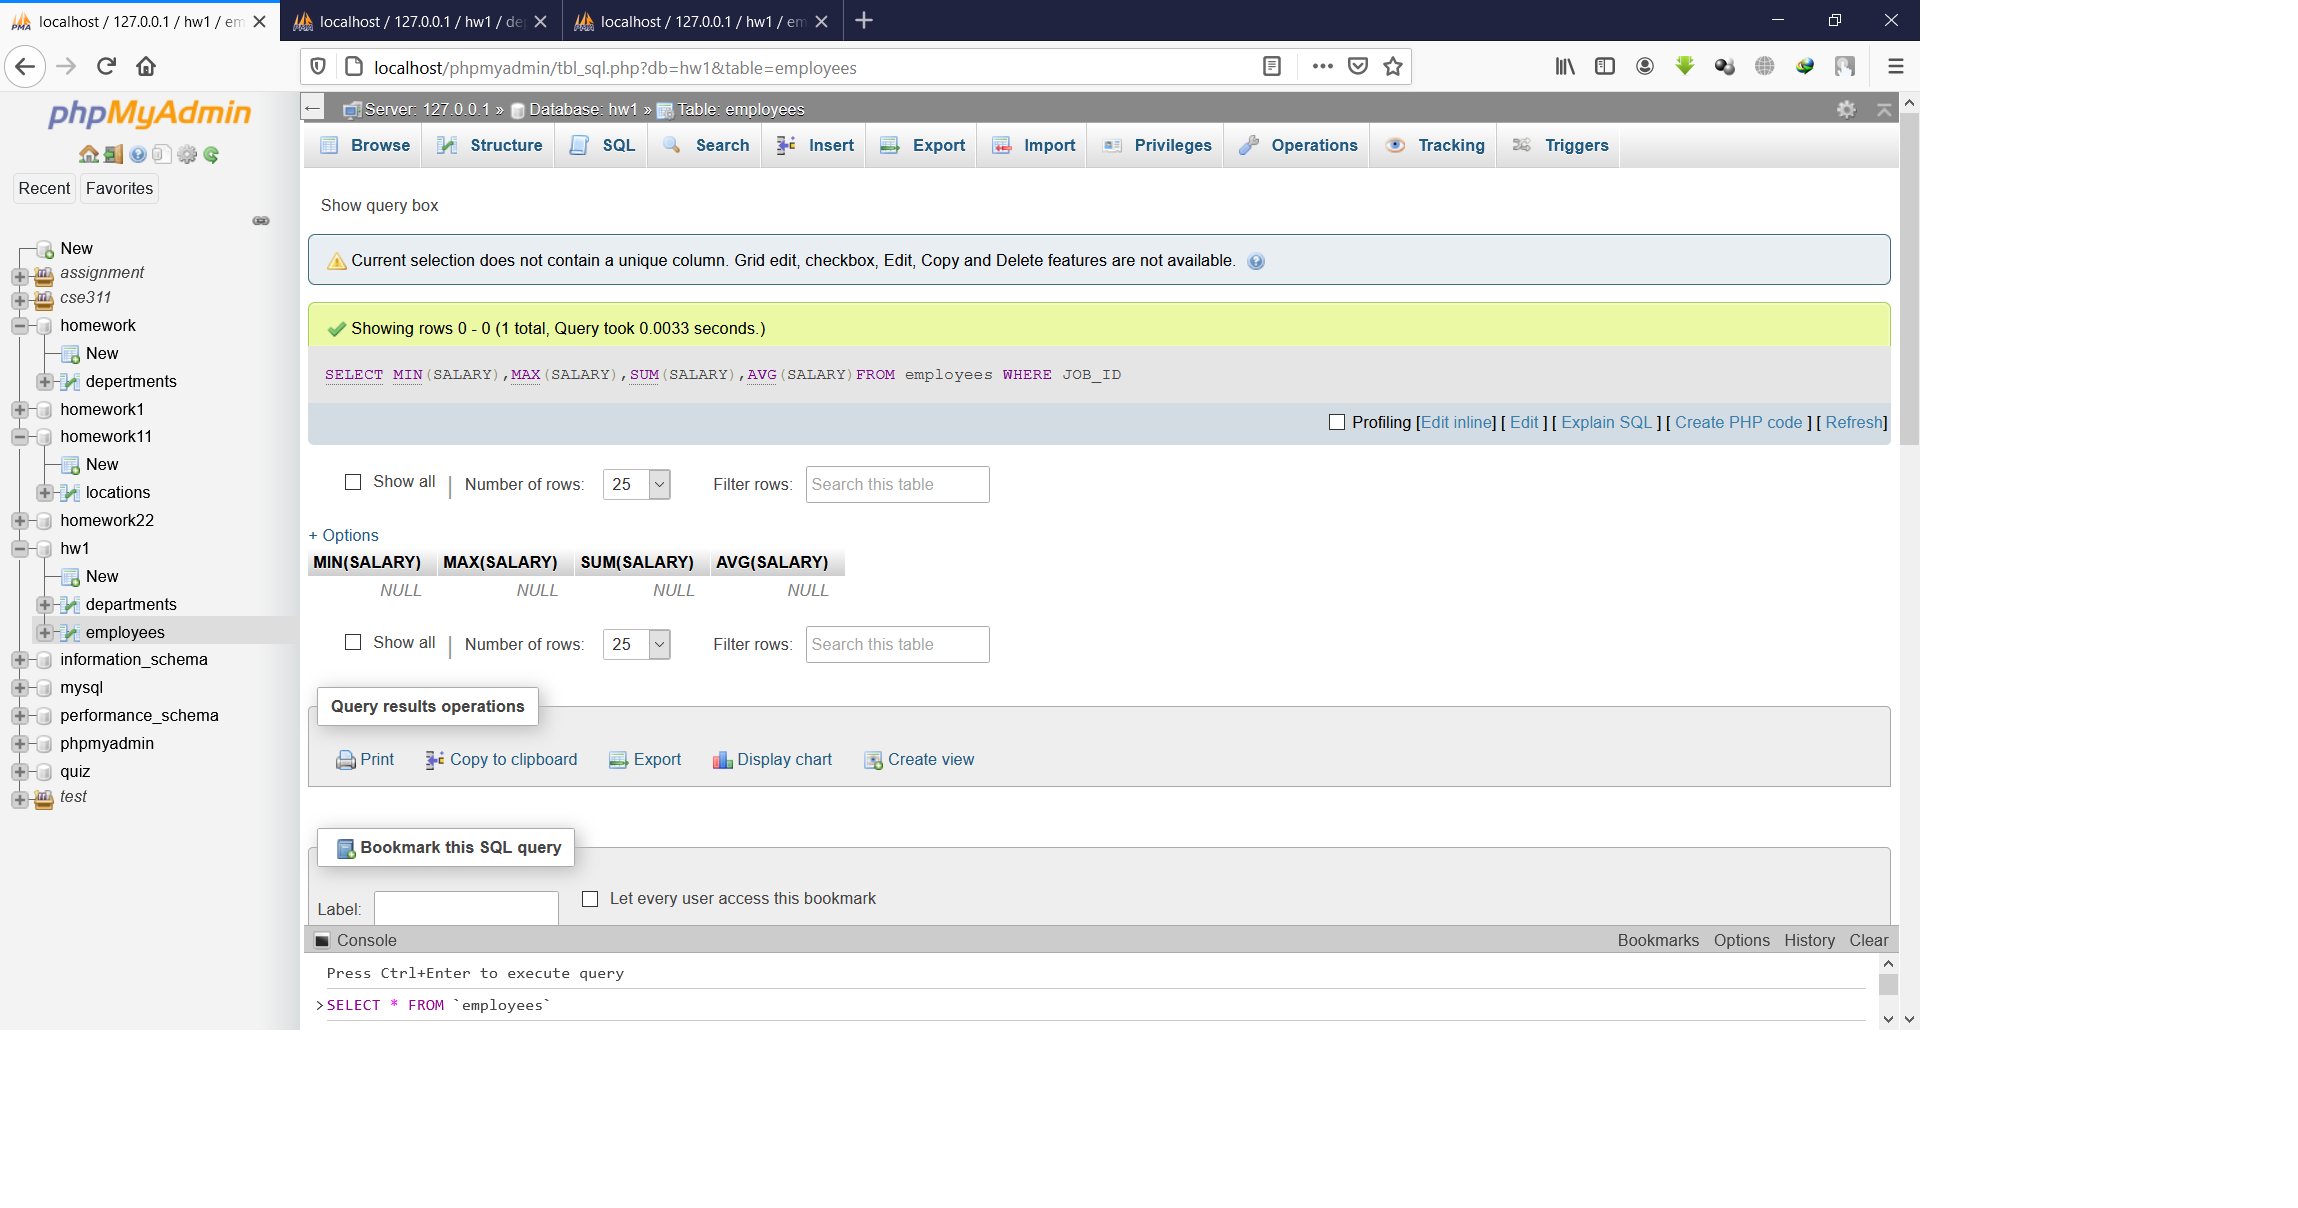 localhost / 127.0.0.1 / hw1 / em
localhost / 127.0.0.1 / hw1 / de
localhost / 127.0.0.1 / hw1 / em
localhost/phpmyadmin/tbl_sql.php?db=hw1&table=employees
phpMyAdmin
Recent Favorites
New
assignment
cse311
homework
New
depertments
homework1
homework11
New
locations
homework22
hw1
New
departments
employees
information_schema
mysql
performance_schema
phpmyadmin
quiz
test
Server: 127.0.0.1 » Database: hw1 » Table: employees
Browse Structure SQL Search Insert Export Import Privileges Operations Tracking Triggers
Show query box
Current selection does not contain a unique column. Grid edit, checkbox, Edit, Copy and Delete features are not available.
Showing rows 0 - 0 (1 total, Query took 0.0033 seconds.)
SELECT MIN(SALARY),MAX(SALARY),SUM(SALARY),AVG(SALARY)FROM employees WHERE JOB_ID
Profiling [Edit inline] [ Edit ] [ Explain SQL ] [ Create PHP code ] [ Refresh]
Show all | Number of rows: 25 Filter rows: Search this table
+ Options
MIN(SALARY) MAX(SALARY) SUM(SALARY) AVG(SALARY)
NULL NULL NULL NULL
Show all | Number of rows: 25 Filter rows: Search this table
Query results operations
Print Copy to clipboard Export Display chart Create view
Bookmark this SQL query
Label: Let every user access this bookmark
Console Bookmarks Options History Clear
Press Ctrl+Enter to execute query
>SELECT * FROM `employees`